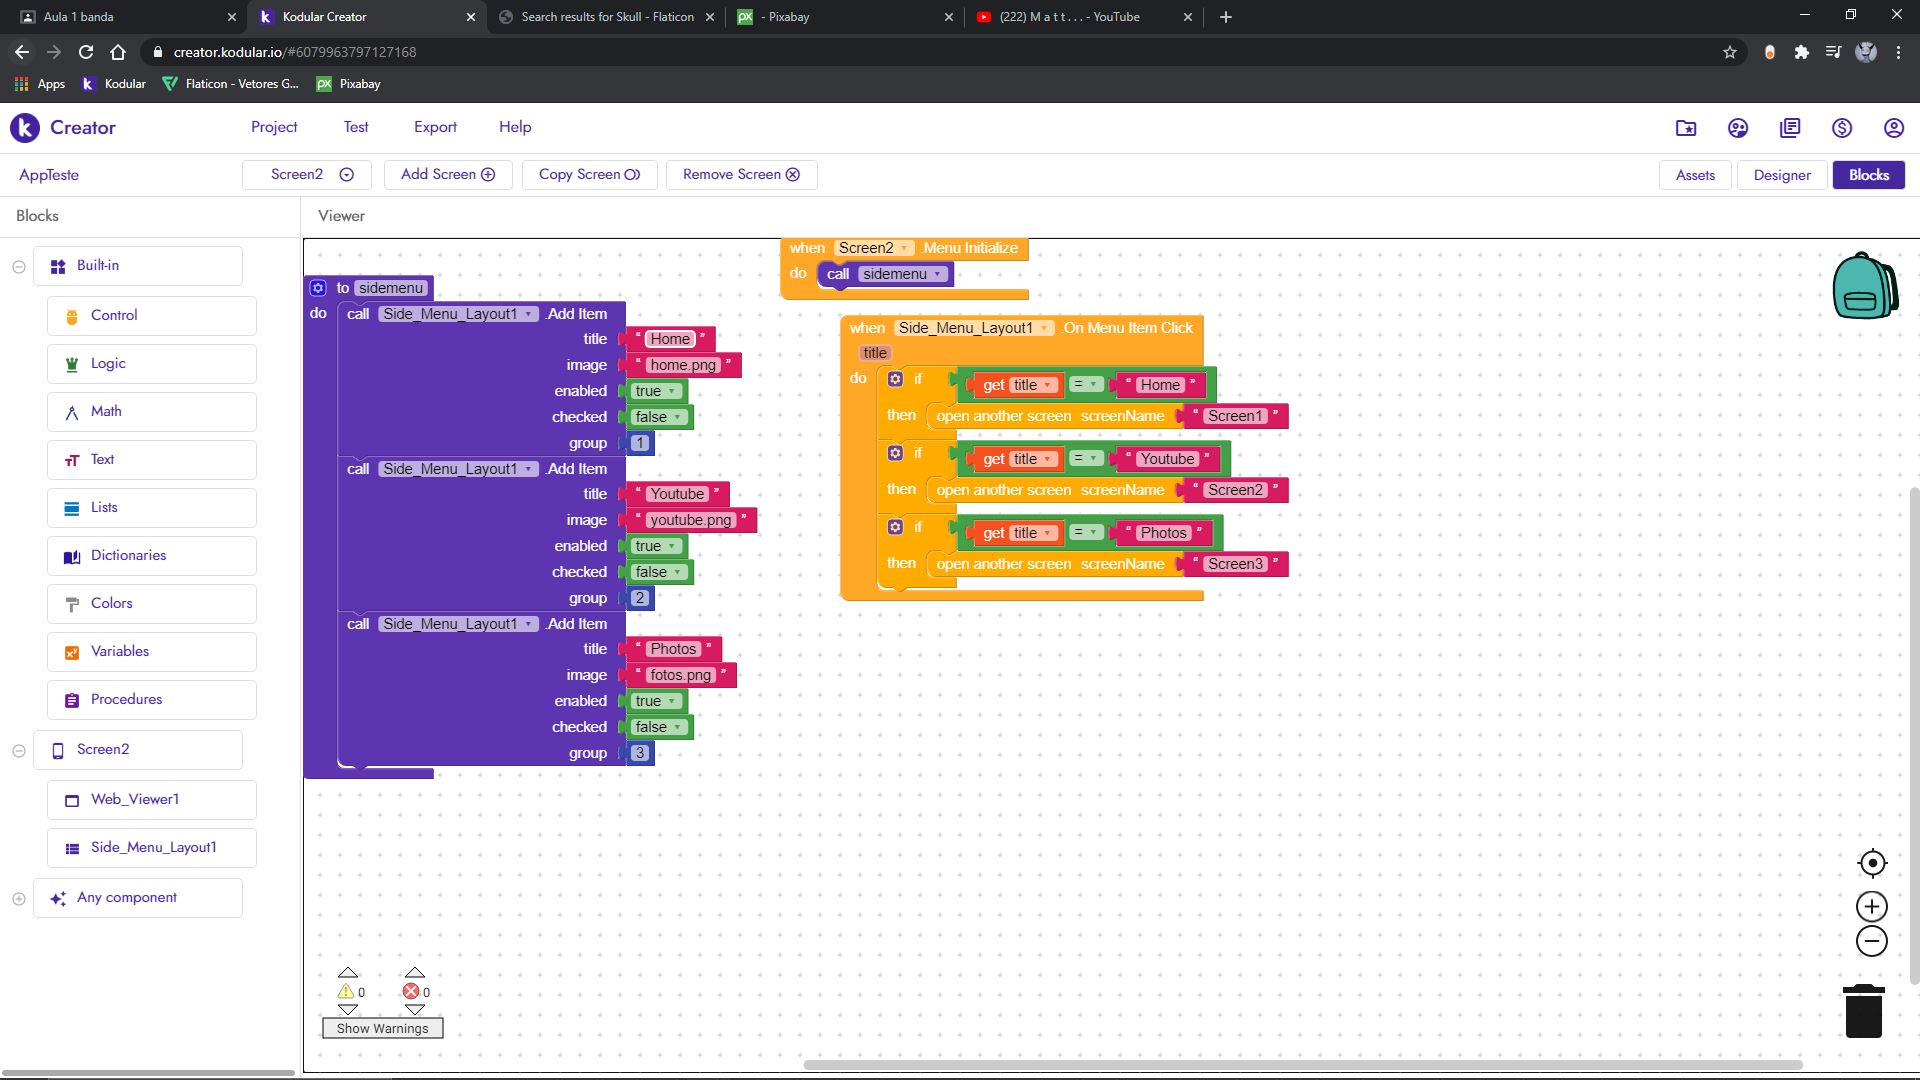 Aula 1 banda
Kodular Creator
Search results for Skull - Flaticon
- Pixabay
(222) M a t t . . . - YouTube
creator.kodular.io/#6079963797127168
Apps
Kodular
Flaticon - Vetores G...
Pixabay
Creator
Project
Test
Export
Help
AppTeste
Screen2
Add Screen
Copy Screen
Remove Screen
Assets
Designer
Blocks
Blocks
Viewer
Built-in
Control
Logic
Math
Text
Lists
Dictionaries
Colors
Variables
Procedures
Screen2
Web_Viewer1
Side_Menu_Layout1
Any component
to sidemenu
do call Side_Menu_Layout1 .Add Item
title " Home "
image " home.png "
enabled true
checked false
group 1
call Side_Menu_Layout1 .Add Item
title " Youtube "
image " youtube.png "
enabled true
checked false
group 2
call Side_Menu_Layout1 .Add Item
title " Photos "
image " fotos.png "
enabled true
checked false
group 3
when Screen2 .Menu Initialize
do call sidemenu
when Side_Menu_Layout1 .On Menu Item Click
title
do if get title = " Home "
then open another screen screenName " Screen1 "
if get title = " Youtube "
then open another screen screenName " Screen2 "
if get title = " Photos "
then open another screen screenName " Screen3 "
0
0
Show Warnings